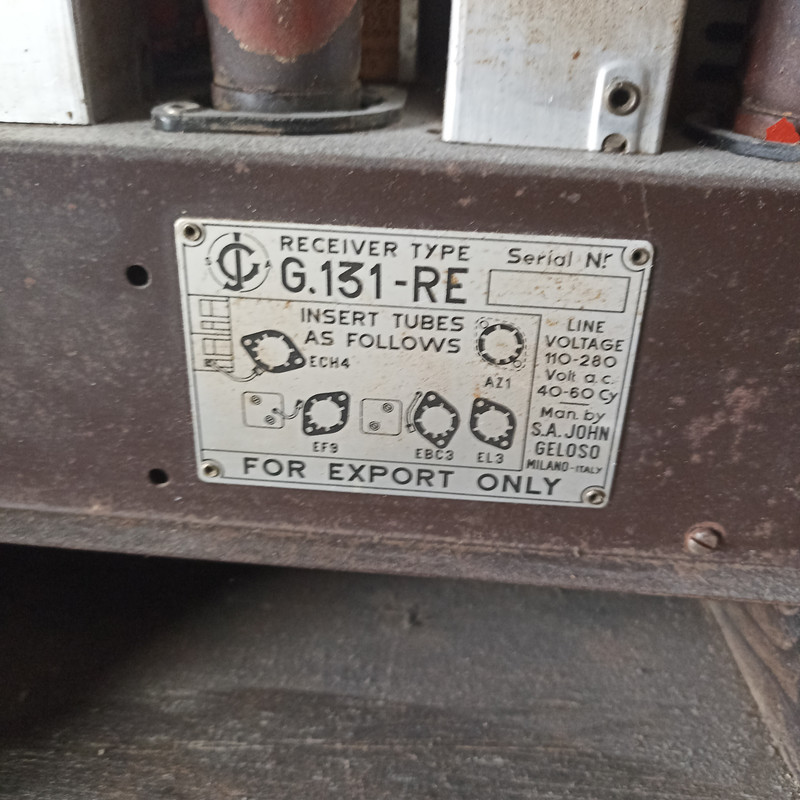 RECEIVER TYPE
G.131-RE
Serial Nr
INSERT TUBES
AS FOLLOWS
ECH4
AZ1
EF9
EBC3
EL3
LINE
VOLTAGE
110-280
Volt a.c.
40-60 Cy
Man. by
S.A. JOHN
GELOSO
MILANO-ITALY
FOR EXPORT ONLY